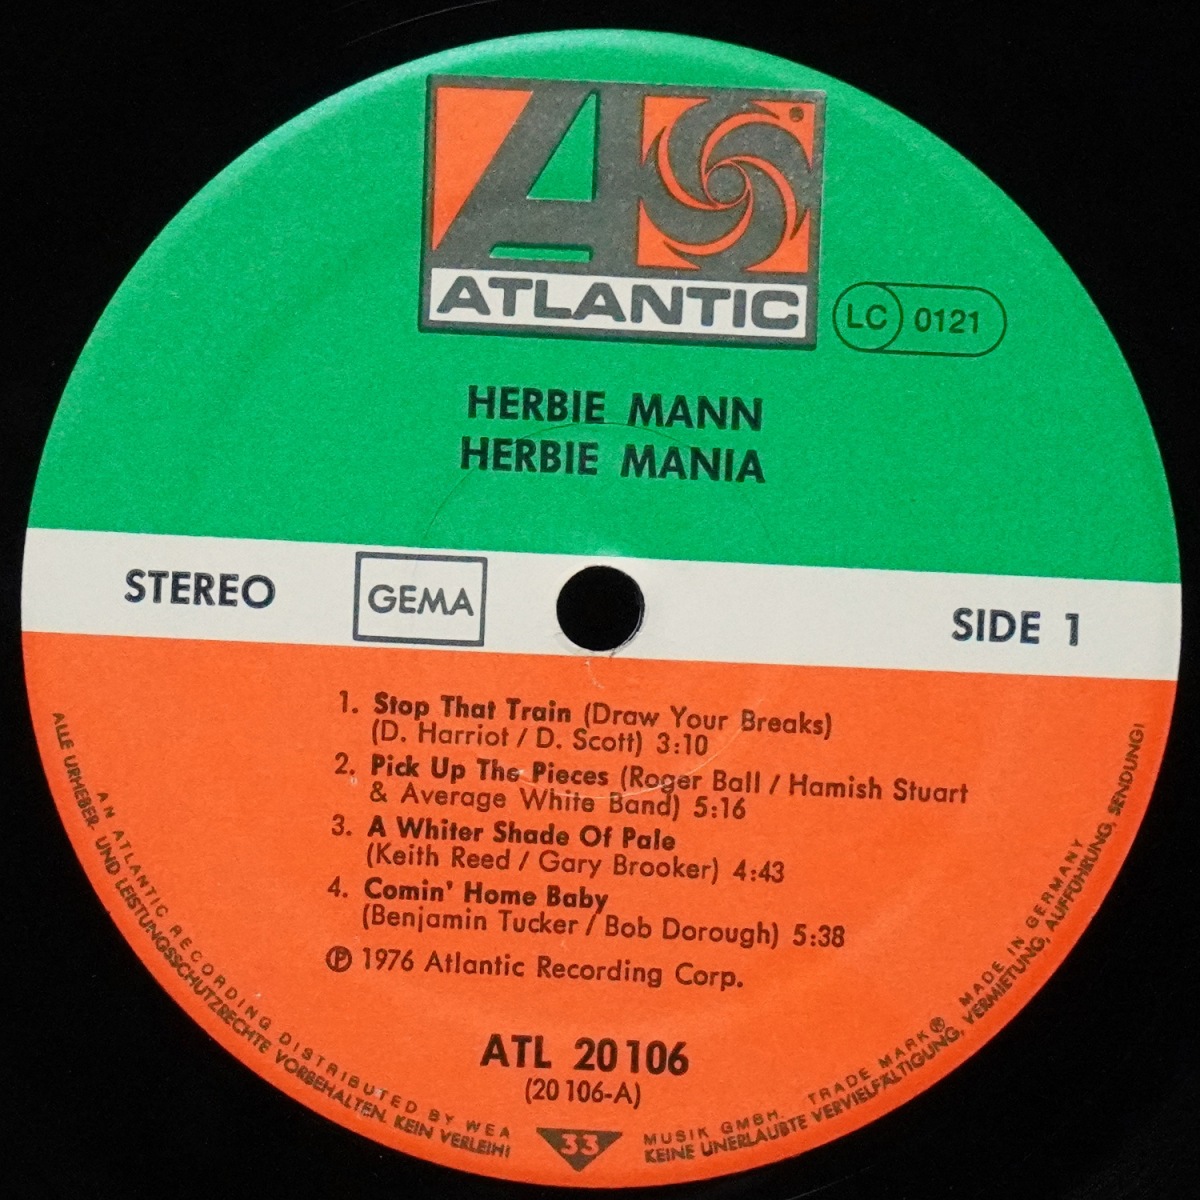 ATLANTIC
LC 0121
HERBIE MANN
HERBIE MANIA
STEREO GEMA SIDE 1
1. Stop That Train (Draw Your Breaks)
(D. Harriot / D. Scott) 3:10
2. Pick Up The Pieces (Roger Ball / Hamish Stuart
& Average White Band) 5:16
3. A Whiter Shade Of Pale
(Keith Reed / Gary Brooker) 4:43
4. Comin' Home Baby
(Benjamin Tucker / Bob Dorough) 5:38
℗ 1976 Atlantic Recording Corp.
ATL 20 106
(20 106-A)
33
AN ATLANTIC RECORDING DISTRIBUTED BY WEA MUSIK GMBH. TRADE MARK® MADE IN GERMANY
ALLE URHEBER- UND LEISTUNGSSCHUTZRECHTE VORBEHALTEN. KEIN VERLEIH! KEINE UNERLAUBTE VERVIELFÄLTIGUNG, VERMIETUNG, AUFFÜHRUNG, SENDUNG!